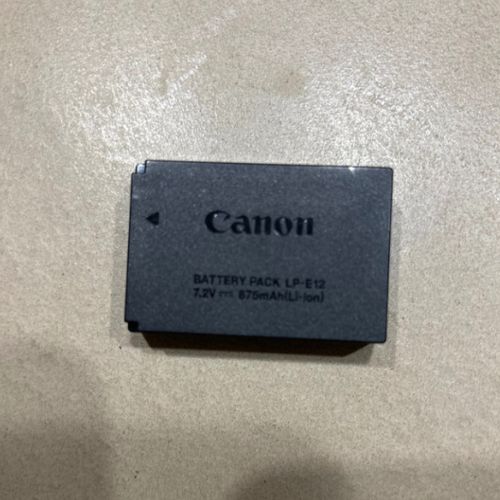 Canon
BATTERY PACK LP-E12
7.2V⎓ 875mAh(Li-ion)